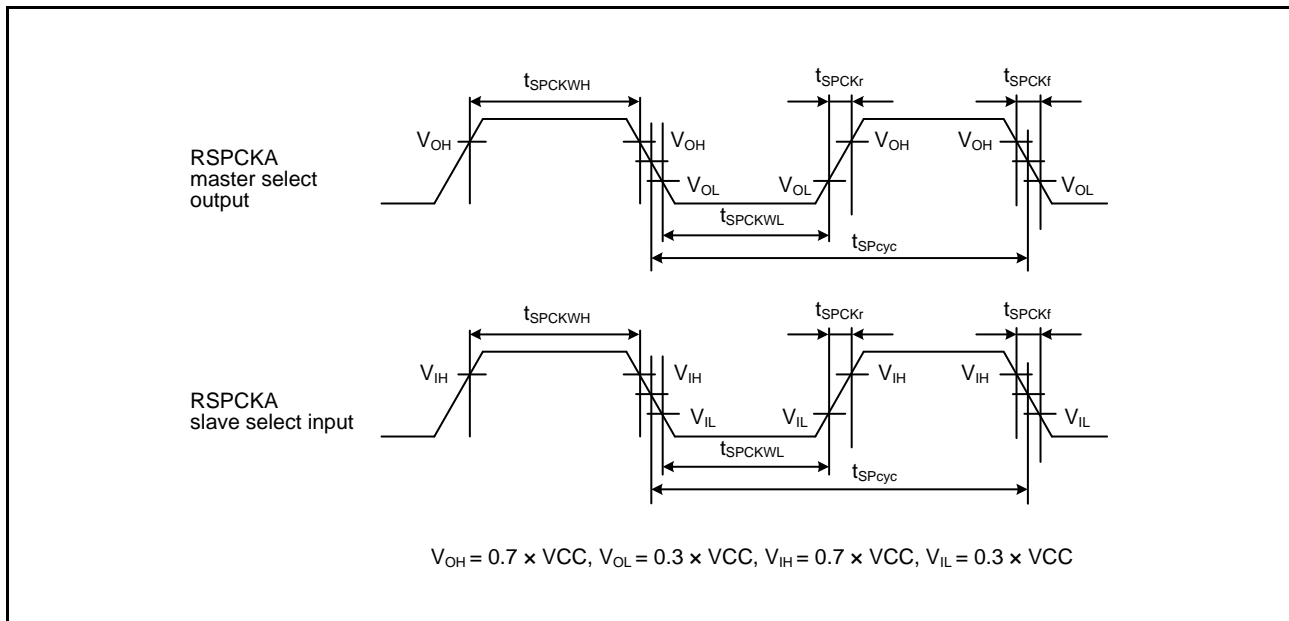 tSPCKWH
tSPCKr
tSPCKf
VOH
VOH
VOH
VOH
RSPCKA
master select
output
VOL
VOL
VOL
tSPCKWL
tSPcyc
tSPCKWH
tSPCKr
tSPCKf
VIH
VIH
VIH
VIH
RSPCKA
slave select input
VIL
VIL
VIL
tSPCKWL
tSPcyc
VOH = 0.7 × VCC, VOL = 0.3 × VCC, VIH = 0.7 × VCC, VIL = 0.3 × VCC